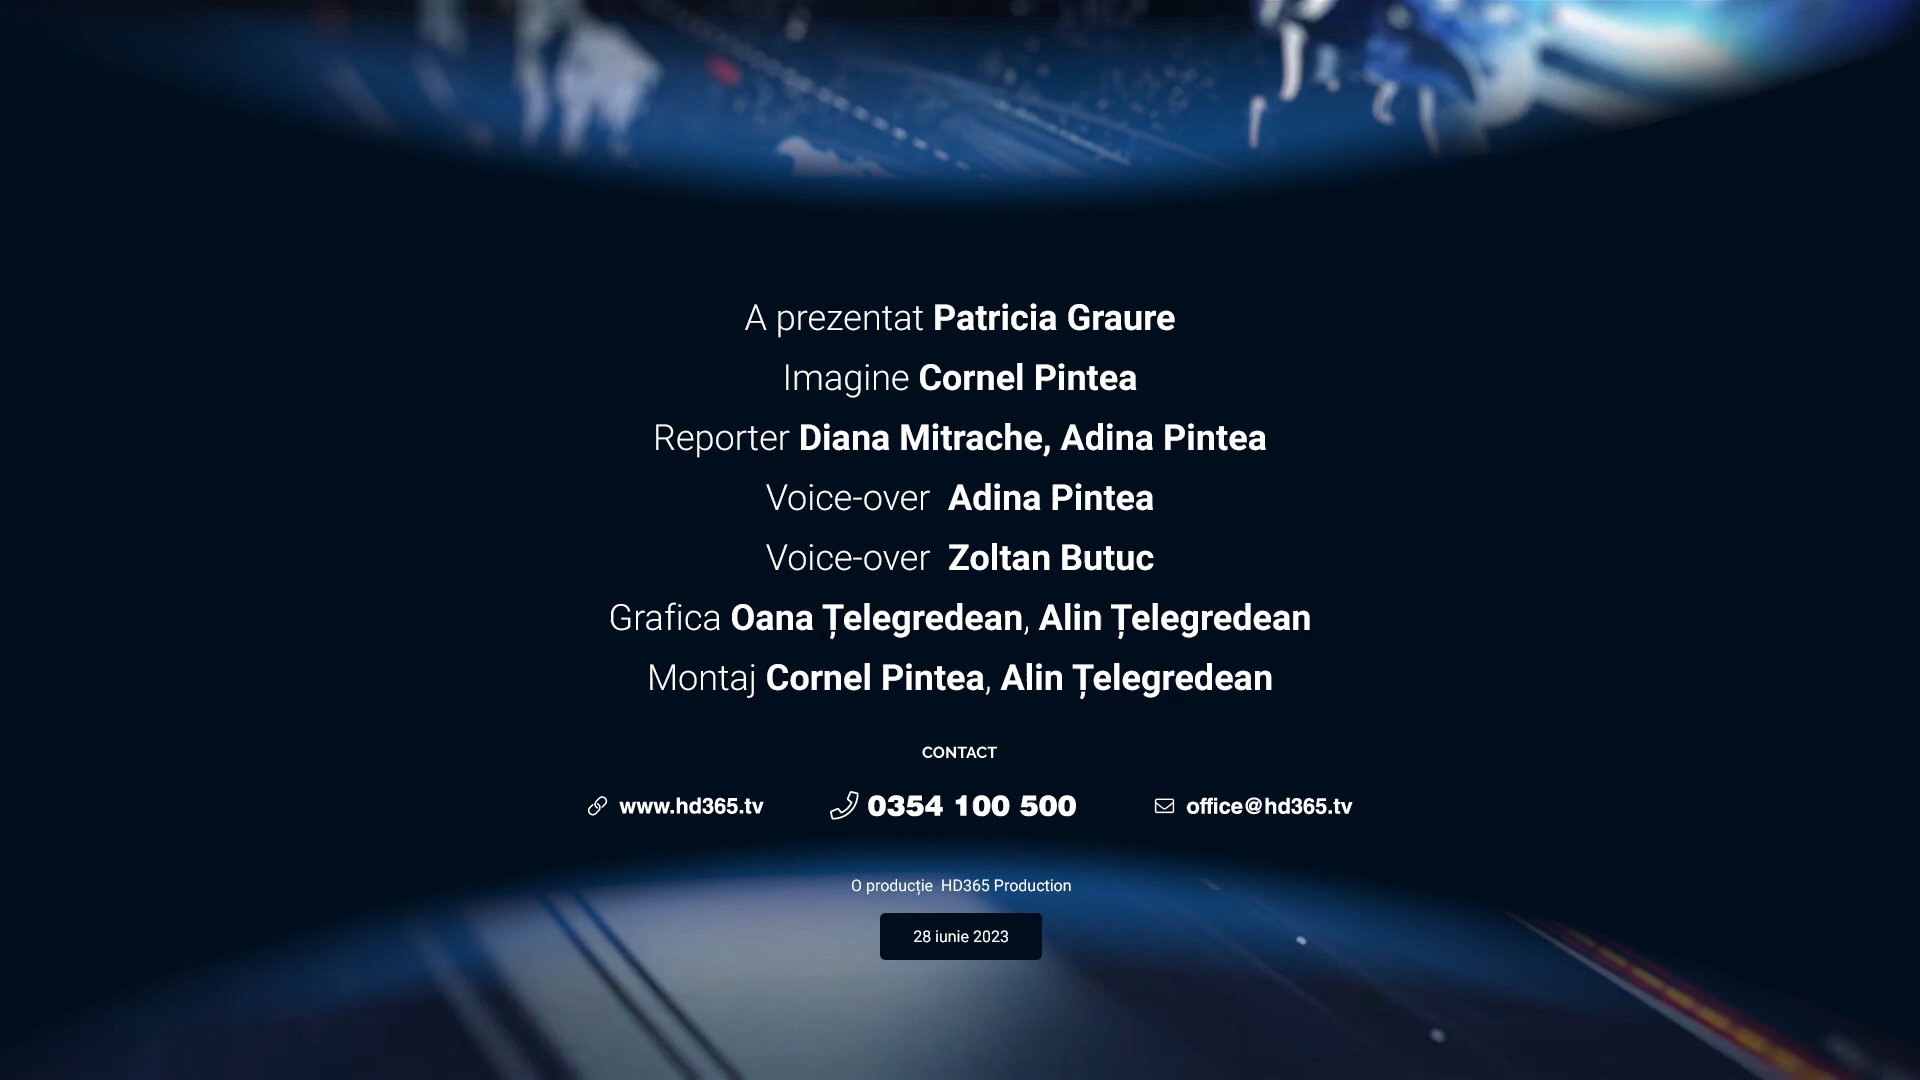 A prezentat Patricia Graure
Imagine Cornel Pintea
Reporter Diana Mitrache, Adina Pintea
Voice-over Adina Pintea
Voice-over Zoltan Butuc
Grafica Oana Țelegredean, Alin Țelegredean
Montaj Cornel Pintea, Alin Țelegredean
CONTACT
www.hd365.tv 0354 100 500 office@hd365.tv
O producție HD365 Production
28 iunie 2023